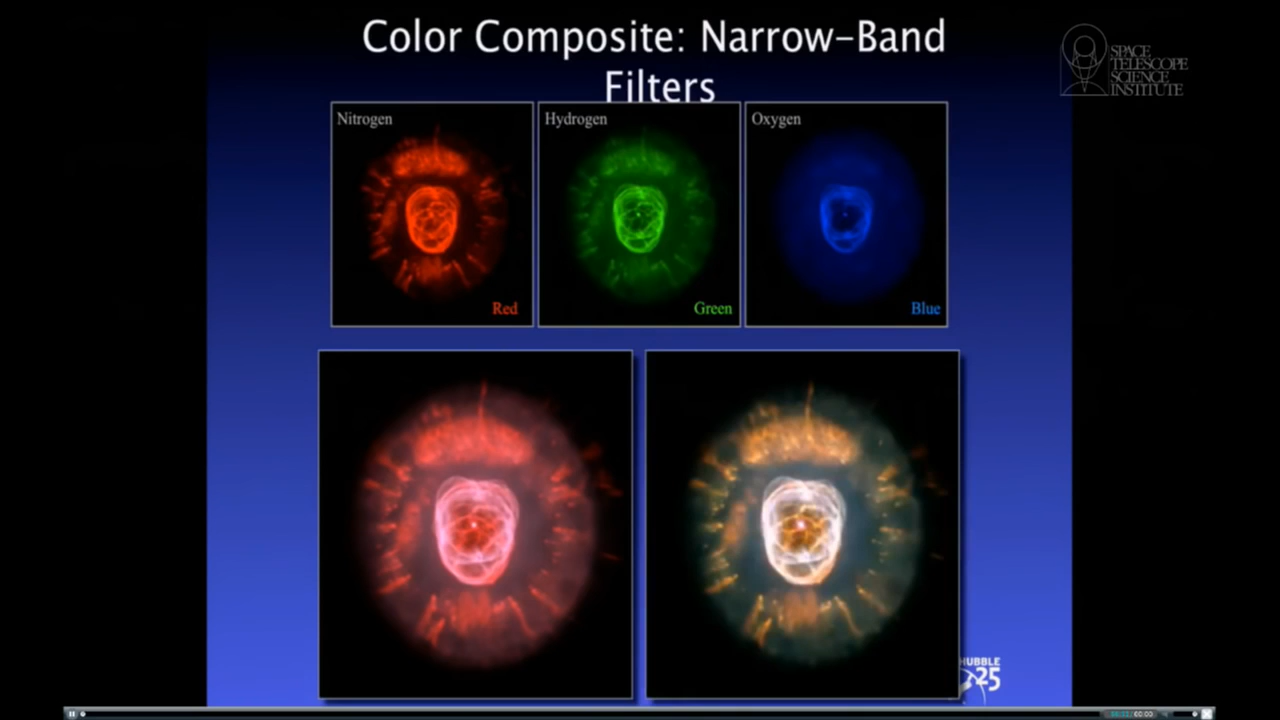 Color Composite: Narrow-Band
Filters
SPACE
TELESCOPE
SCIENCE
INSTITUTE
Nitrogen
Hydrogen
Oxygen
Red
Green
Blue
HUBBLE
25